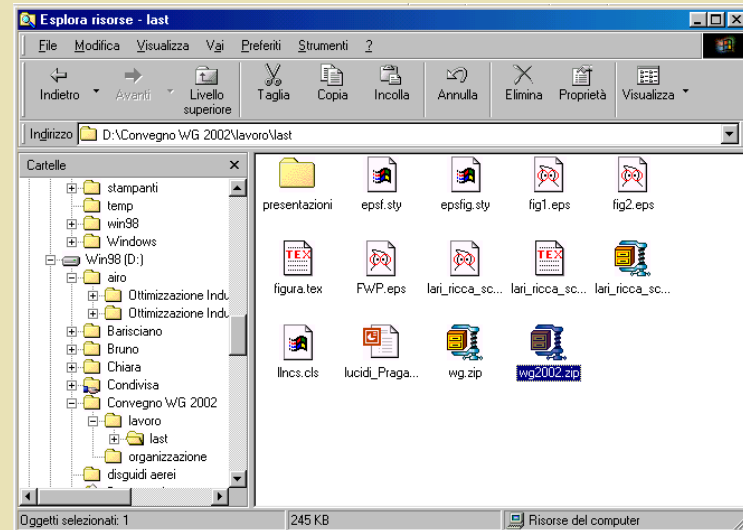 Esplora risorse - last
File Modifica Visualizza Vai Preferiti Strumenti ?
Indietro Avanti Livello superiore Taglia Copia Incolla Annulla Elimina Proprietà Visualizza
Indirizzo D:\Convegno WG 2002\lavoro\last
Cartelle
stampanti
temp
win98
Windows
Win98 (D:)
airo
Ottimizzazione Indu
Ottimizzazione Indu
Barisciano
Bruno
Chiara
Condivisa
Convegno WG 2002
lavoro
last
organizzazione
disguidi aerei
presentazioni epsf.sty epsfig.sty fig1.eps fig2.eps
TEX TEX
figura.tex FWP.eps lari_ricca_sc... lari_ricca_sc... lari_ricca_sc...
llncs.cls lucidi_Praga... wg.zip wg2002.zip
Oggetti selezionati: 1 245 KB Risorse del computer